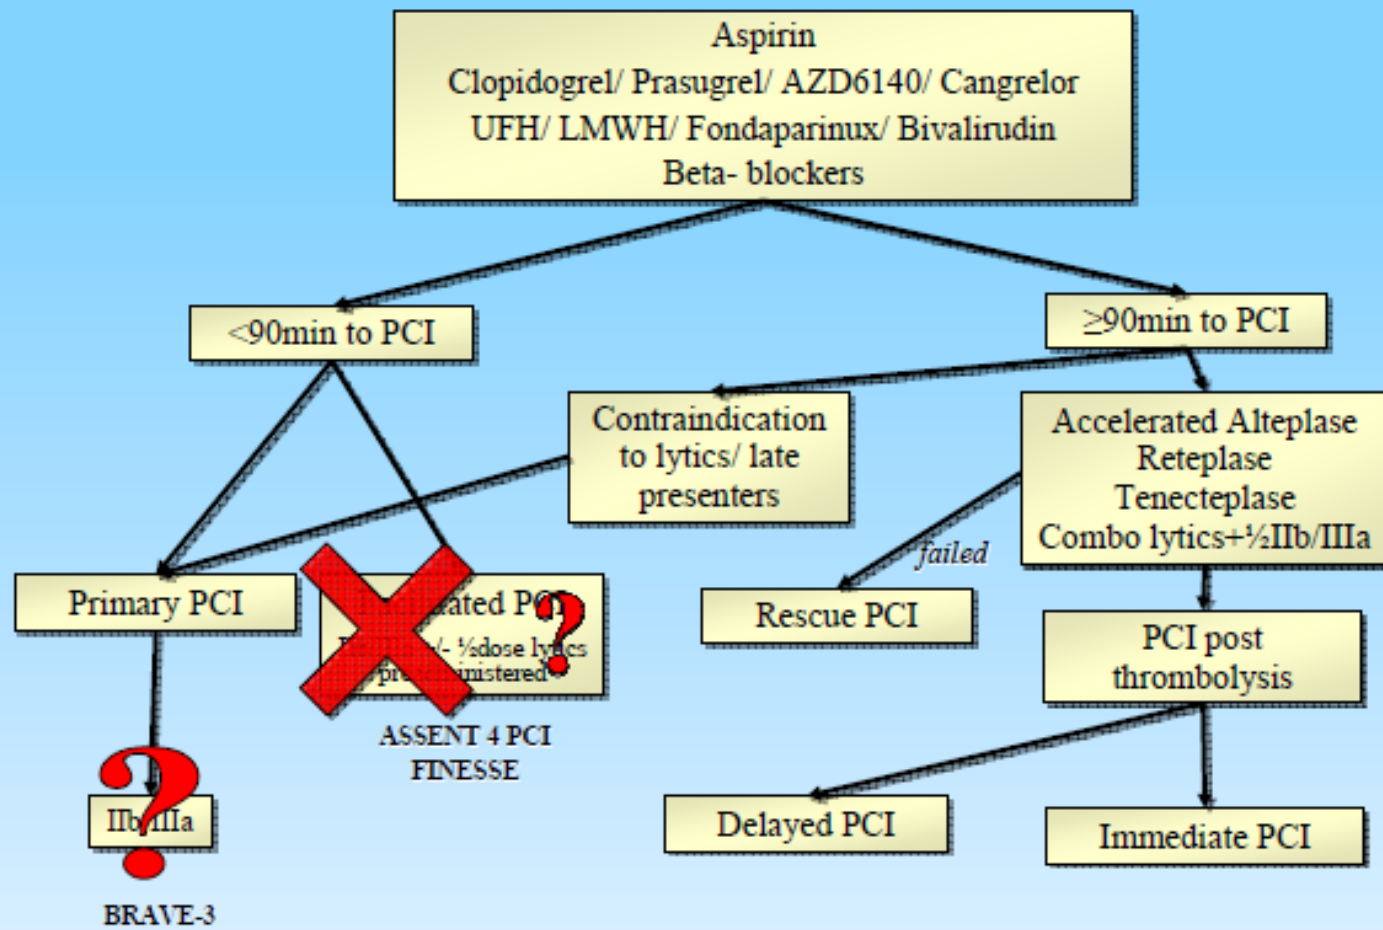 Aspirin
Clopidogrel/ Prasugrel/ AZD6140/ Cangrelor
UFH/ LMWH/ Fondaparinux/ Bivalirudin
Beta- blockers
<90min to PCI
≥90min to PCI
Contraindication
to lytics/ late
presenters
Accelerated Alteplase
Reteplase
Tenecteplase
Combo lytics+½IIb/IIIa
failed
Primary PCI
?
½dose lytics
Rescue PCI
PCI post
thrombolysis
ASSENT 4 PCI
FINESSE
?
IIb/IIIa
Delayed PCI
Immediate PCI
BRAVE-3